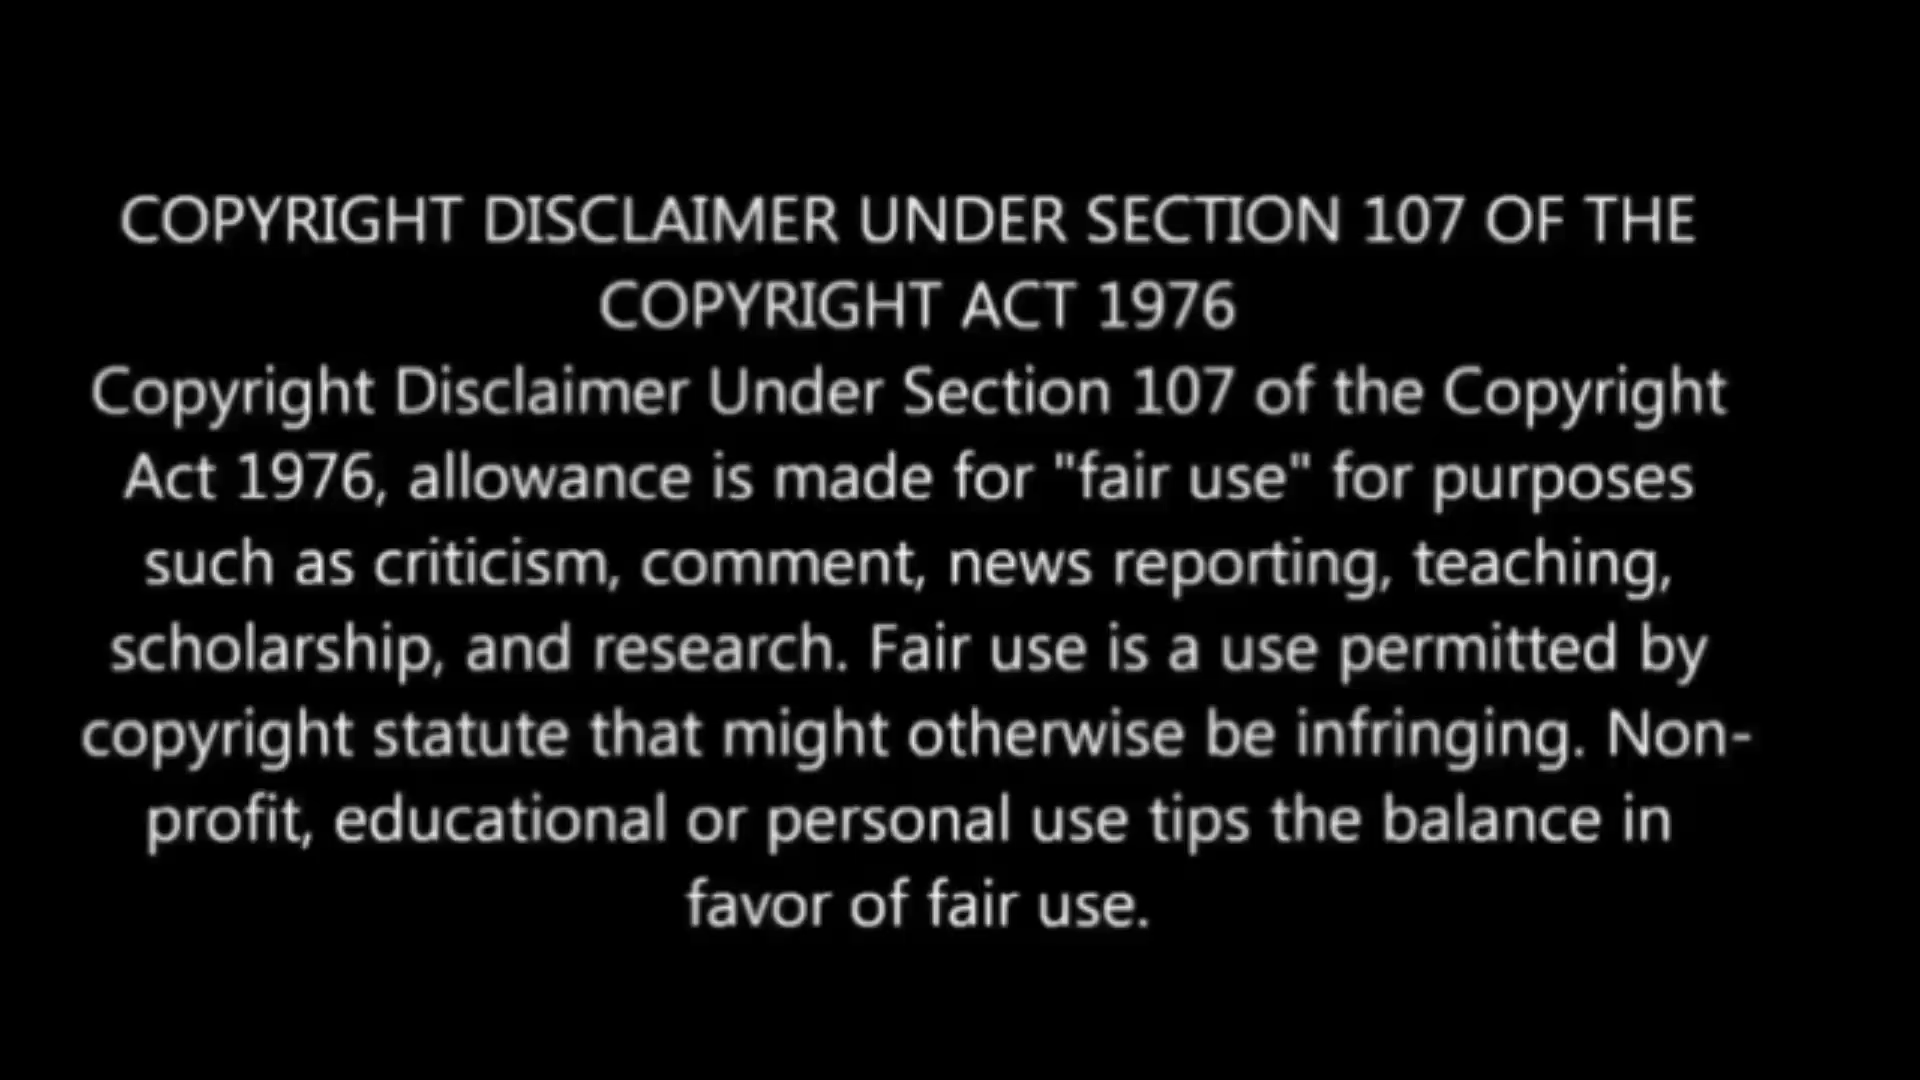 COPYRIGHT DISCLAIMER UNDER SECTION 107 OF THE
COPYRIGHT ACT 1976
Copyright Disclaimer Under Section 107 of the Copyright
Act 1976, allowance is made for "fair use" for purposes
such as criticism, comment, news reporting, teaching,
scholarship, and research. Fair use is a use permitted by
copyright statute that might otherwise be infringing. Non-
profit, educational or personal use tips the balance in
favor of fair use.